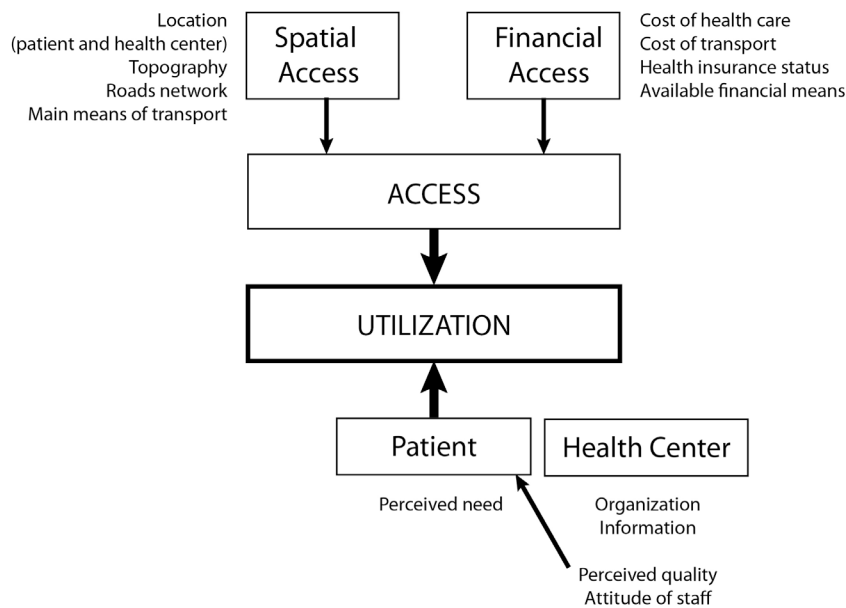 Location
(patient and health center)
Topography
Roads network
Main means of transport
Spatial
Access
Financial
Access
Cost of health care
Cost of transport
Health insurance status
Available financial means
ACCESS
UTILIZATION
Patient
Health Center
Perceived need
Organization
Information
Perceived quality
Attitude of staff